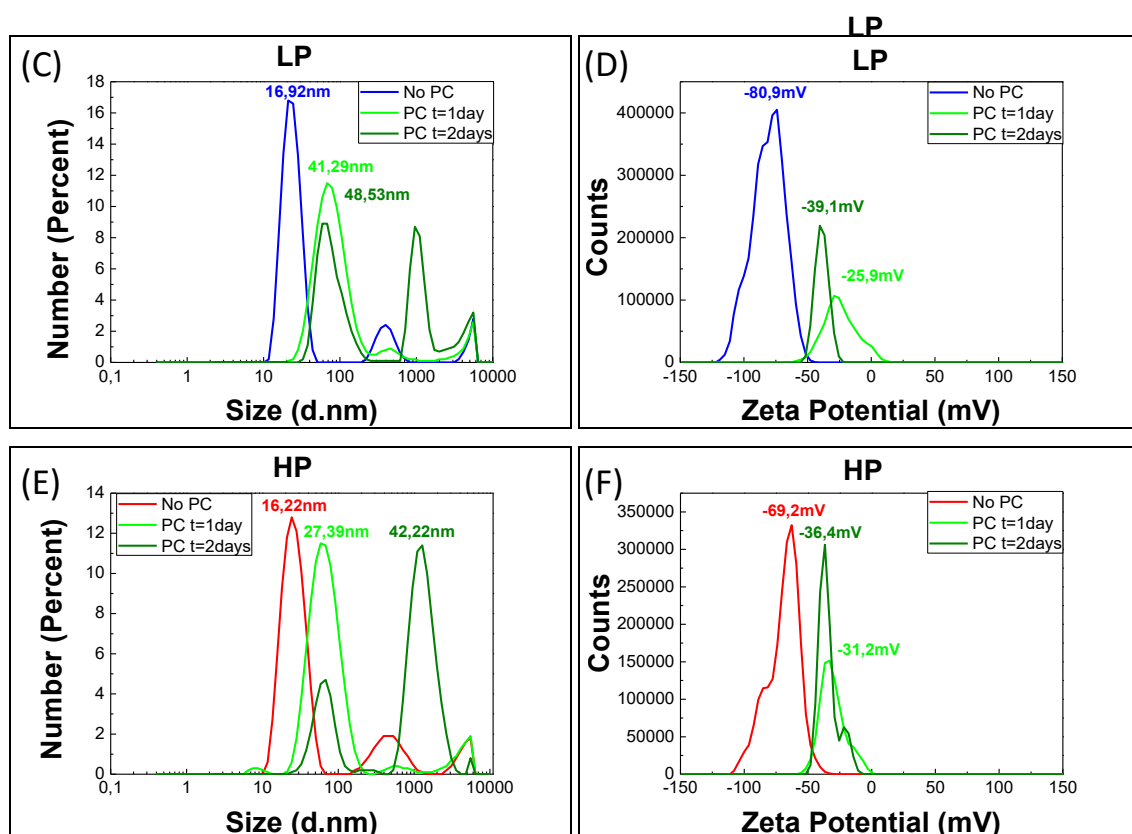 LP
(C)
LP
No PC
PC t=1day
PC t=2days
16,92nm
41,29nm
48,53nm
Number (Percent)
18
16
14
12
10
8
6
4
2
0
0,1 1 10 100 1000 10000
Size (d.nm)
(D)
LP
No PC
PC t=1day
PC t=2days
-80,9mV
-39,1mV
-25,9mV
Counts
400000
300000
200000
100000
0
-150 -100 -50 0 50 100 150
Zeta Potential (mV)
(E)
HP
No PC
PC t=1day
PC t=2days
16,22nm
27,39nm
42,22nm
Number (Percent)
14
12
10
8
6
4
2
0
0,1 1 10 100 1000 10000
Size (d.nm)
(F)
HP
No PC
PC t=1day
PC t=2days
-69,2mV
-36,4mV
-31,2mV
Counts
350000
300000
250000
200000
150000
100000
50000
0
-150 -100 -50 0 50 100 150
Zeta Potential (mV)